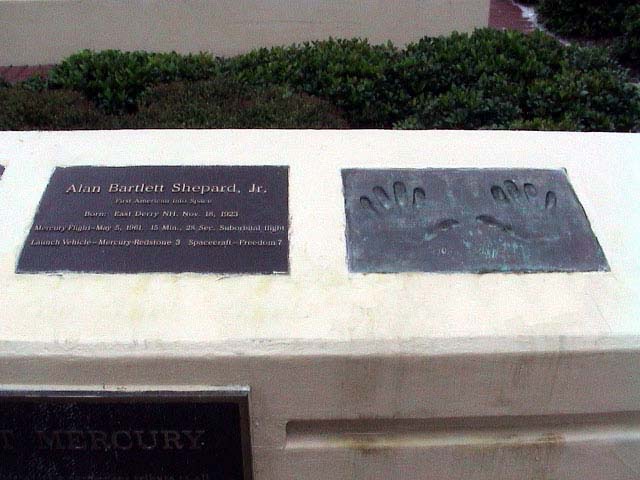 Alan Bartlett Shepard, Jr.
First American into Space
Born: East Derry NH. Nov. 18, 1923
Mercury Flight–May 5, 1961 15 Min., 28 Sec. Suborbital flight
Launch Vehicle–Mercury-Redstone 3 Spacecraft–Freedom 7
T MERCURY